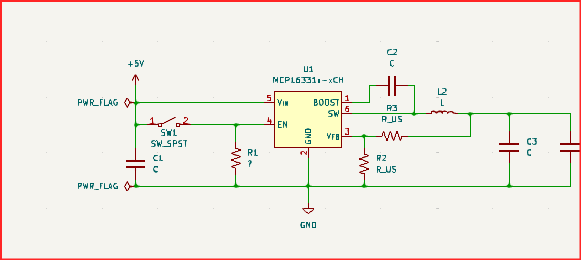 +5V
PWR_FLAG
U1
MCP16331x-xCH
5
VIN
BOOST
1
SW
6
4
EN
VFB
3
GND
2
C2
C
R3
R_US
L2
L
1
2
SW1
SW_SPST
R1
?
R2
R_US
C1
C
C3
C
PWR_FLAG
GND